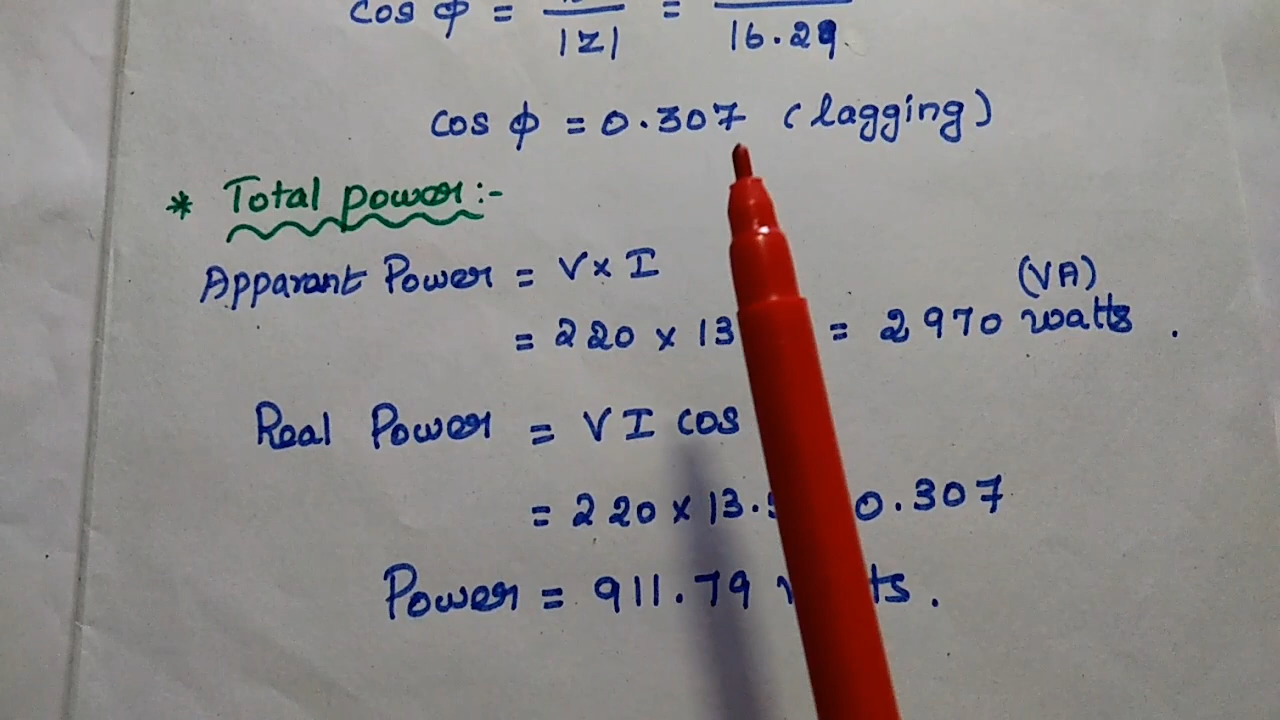 cos φ = = 
|z| 16.29
cos φ = 0.307 (lagging)
* Total power:-
Apparant Power = V x I
(VA)
= 220 x 13 = 2970 watts.
Real Power = V I cos
= 220 x 13. 0.307
Power = 911.79